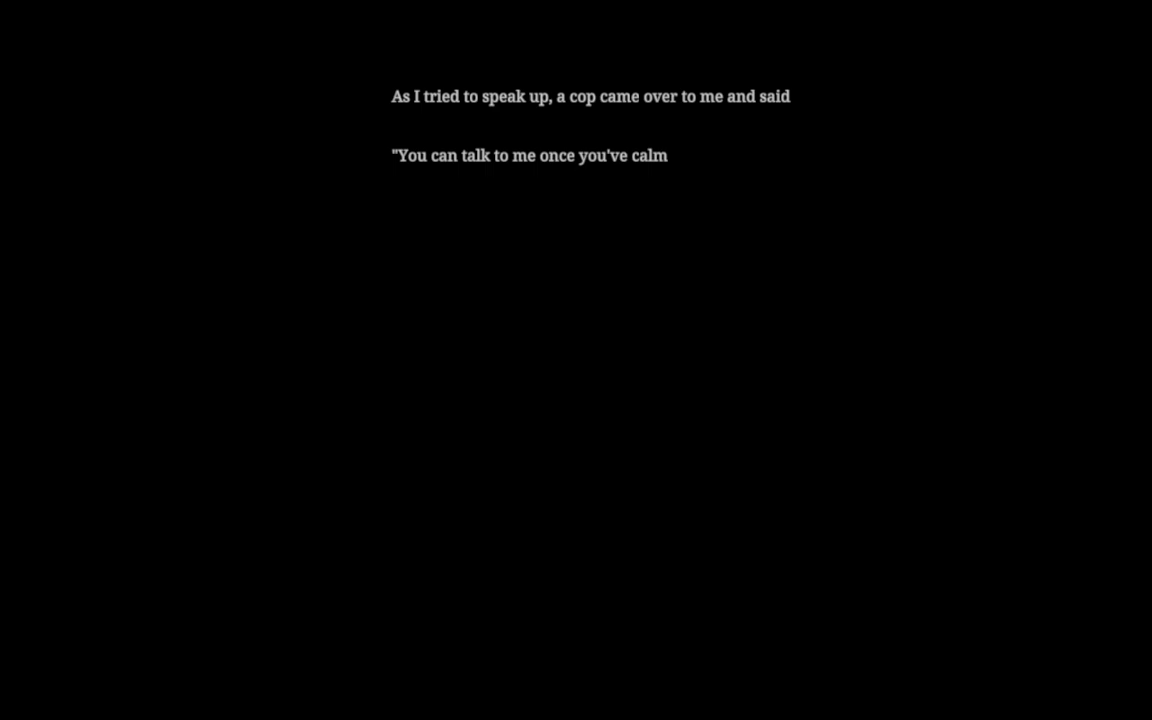 As I tried to speak up, a cop came over to me and said
"You can talk to me once you've calm